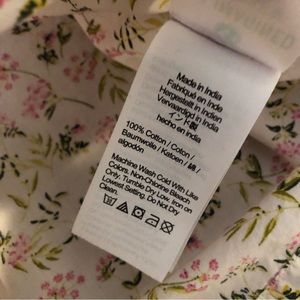 Made in India
Fabriqué en Inde
Hergestellt in Indien
Vervaardigd in India
インド製
hecho en India
100% Cotton / Coton /
Baumwolle / Katoen / 綿 /
algodón
Machine Wash Cold With Like
Colors. Non-Chlorine Bleach
Only. Tumble Dry Low. Iron on
Lowest Setting. Do Not Dry
Clean.